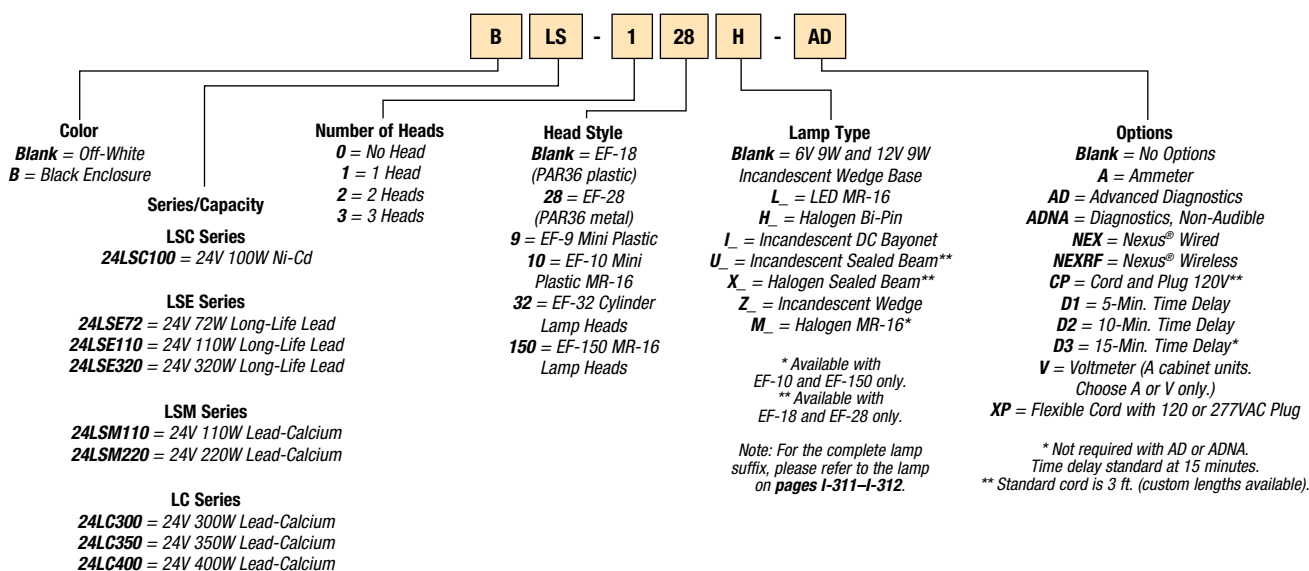 B LS - 1 28 H - AD
Color
Blank = Off-White
B = Black Enclosure
Series/Capacity
LSC Series
24LSC100 = 24V 100W Ni-Cd
LSE Series
24LSE72 = 24V 72W Long-Life Lead
24LSE110 = 24V 110W Long-Life Lead
24LSE320 = 24V 320W Long-Life Lead
LSM Series
24LSM110 = 24V 110W Lead-Calcium
24LSM220 = 24V 220W Lead-Calcium
LC Series
24LC300 = 24V 300W Lead-Calcium
24LC350 = 24V 350W Lead-Calcium
24LC400 = 24V 400W Lead-Calcium
Number of Heads
0 = No Head
1 = 1 Head
2 = 2 Heads
3 = 3 Heads
Head Style
Blank = EF-18
(PAR36 plastic)
28 = EF-28
(PAR36 metal)
9 = EF-9 Mini Plastic
10 = EF-10 Mini
Plastic MR-16
32 = EF-32 Cylinder
Lamp Heads
150 = EF-150 MR-16
Lamp Heads
Lamp Type
Blank = 6V 9W and 12V 9W
Incandescent Wedge Base
L_ = LED MR-16
H_ = Halogen Bi-Pin
I_ = Incandescent DC Bayonet
U_ = Incandescent Sealed Beam**
X_ = Halogen Sealed Beam**
Z_ = Incandescent Wedge
M_ = Halogen MR-16*
* Available with
EF-10 and EF-150 only.
** Available with
EF-18 and EF-28 only.
Note: For the complete lamp
suffix, please refer to the lamp
on pages I-311–I-312.
Options
Blank = No Options
A = Ammeter
AD = Advanced Diagnostics
ADNA = Diagnostics, Non-Audible
NEX = Nexus® Wired
NEXRF = Nexus® Wireless
CP = Cord and Plug 120V**
D1 = 5-Min. Time Delay
D2 = 10-Min. Time Delay
D3 = 15-Min. Time Delay*
V = Voltmeter (A cabinet units.
Choose A or V only.)
XP = Flexible Cord with 120 or 277VAC Plug
* Not required with AD or ADNA.
Time delay standard at 15 minutes.
** Standard cord is 3 ft. (custom lengths available).